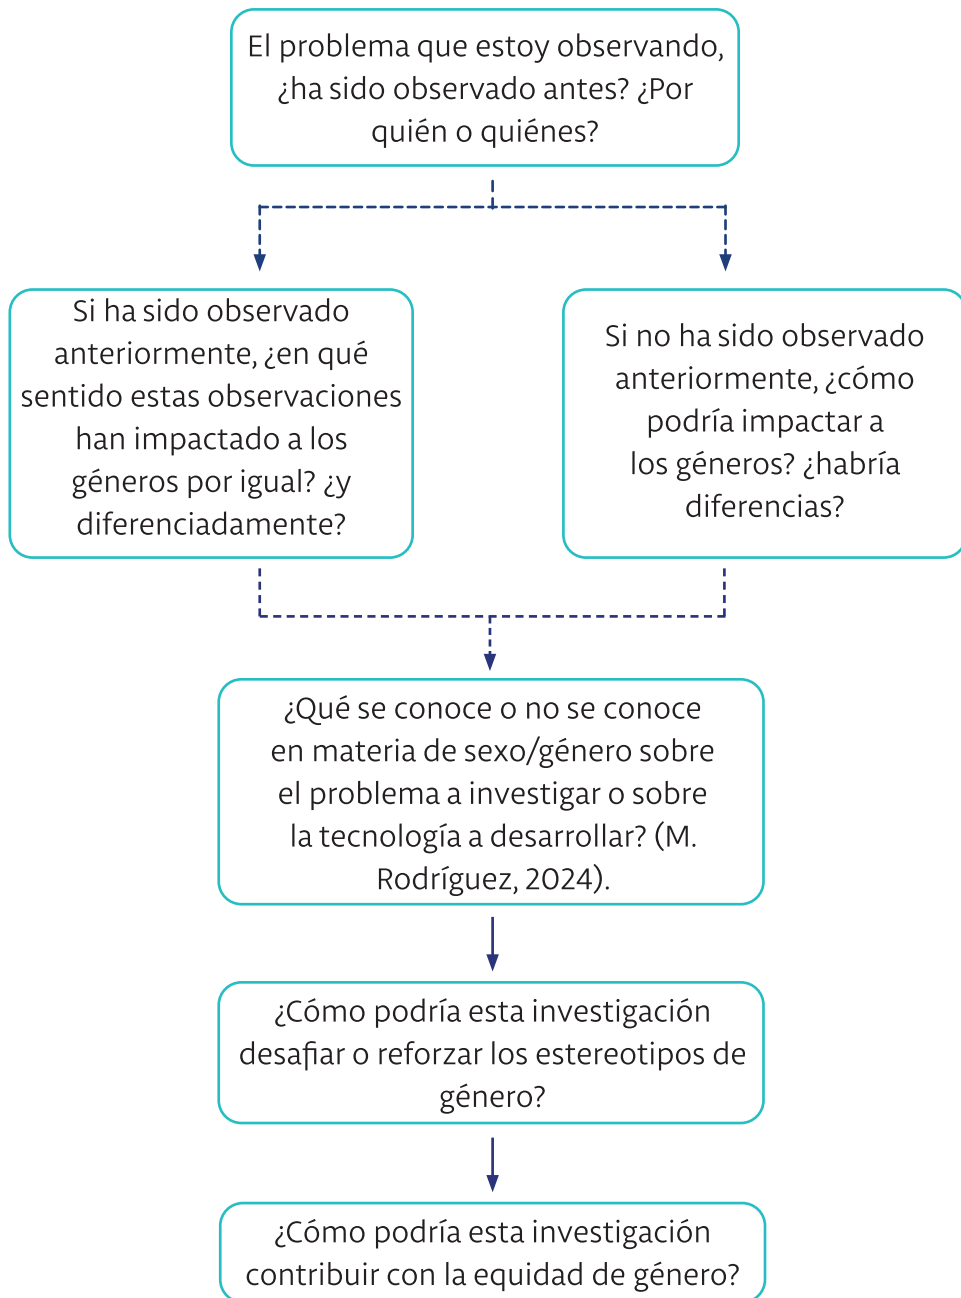 El problema que estoy observando,
¿ha sido observado antes? ¿Por
quién o quiénes?
Si ha sido observado
anteriormente, ¿en qué
sentido estas observaciones
han impactado a los
géneros por igual? ¿y
diferenciadamente?
Si no ha sido observado
anteriormente, ¿cómo
podría impactar a
los géneros? ¿habría
diferencias?
¿Qué se conoce o no se conoce
en materia de sexo/género sobre
el problema a investigar o sobre
la tecnología a desarrollar? (M.
Rodríguez, 2024).
¿Cómo podría esta investigación
desafiar o reforzar los estereotipos de
género?
¿Cómo podría esta investigación
contribuir con la equidad de género?